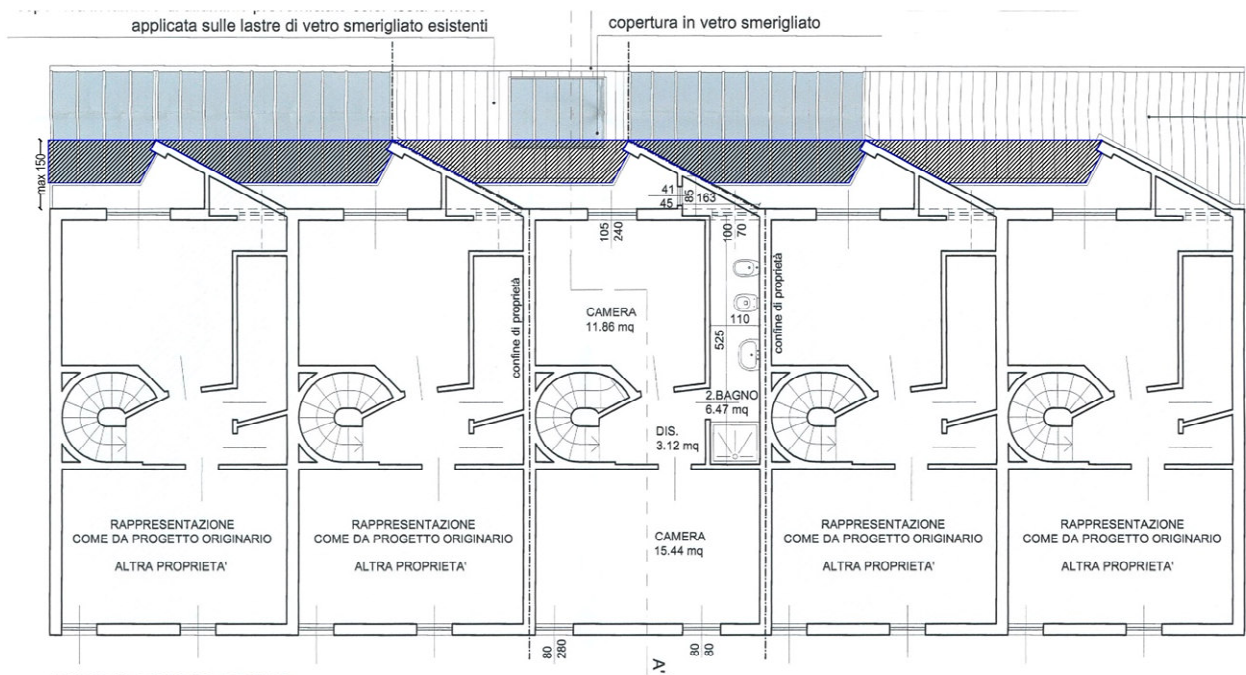 applicata sulle lastre di vetro smerigliato esistenti
copertura in vetro smerigliato
max 150
41
45
85
163
105
240
100
70
confine di proprietà
confine di proprietà
CAMERA
11.86 mq
110
525
2.BAGNO
6.47 mq
DIS.
3.12 mq
RAPPRESENTAZIONE
COME DA PROGETTO ORIGINARIO
ALTRA PROPRIETA'
RAPPRESENTAZIONE
COME DA PROGETTO ORIGINARIO
ALTRA PROPRIETA'
CAMERA
15.44 mq
RAPPRESENTAZIONE
COME DA PROGETTO ORIGINARIO
ALTRA PROPRIETA'
RAPPRESENTAZIONE
COME DA PROGETTO ORIGINARIO
ALTRA PROPRIETA'
80
280
80
80
A'